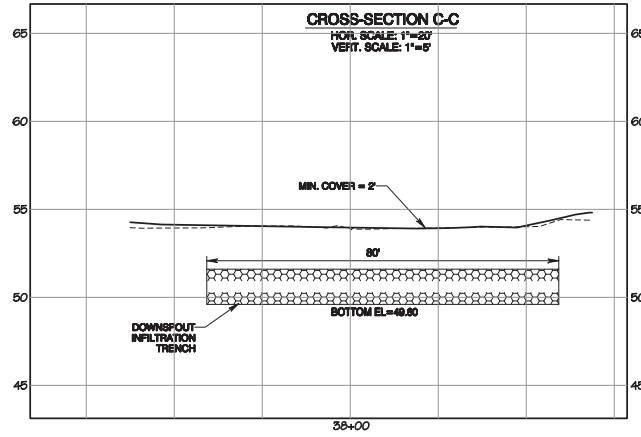 CROSS-SECTION C-C
HOR. SCALE: 1"=20'
VERT. SCALE: 1"=5'
65 65
60 60
MIN. COVER = 2'
55 55
80'
50 50
BOTTOM EL=49.60
DOWNSPOUT
INFILTRATION
TRENCH
45 45
38+00